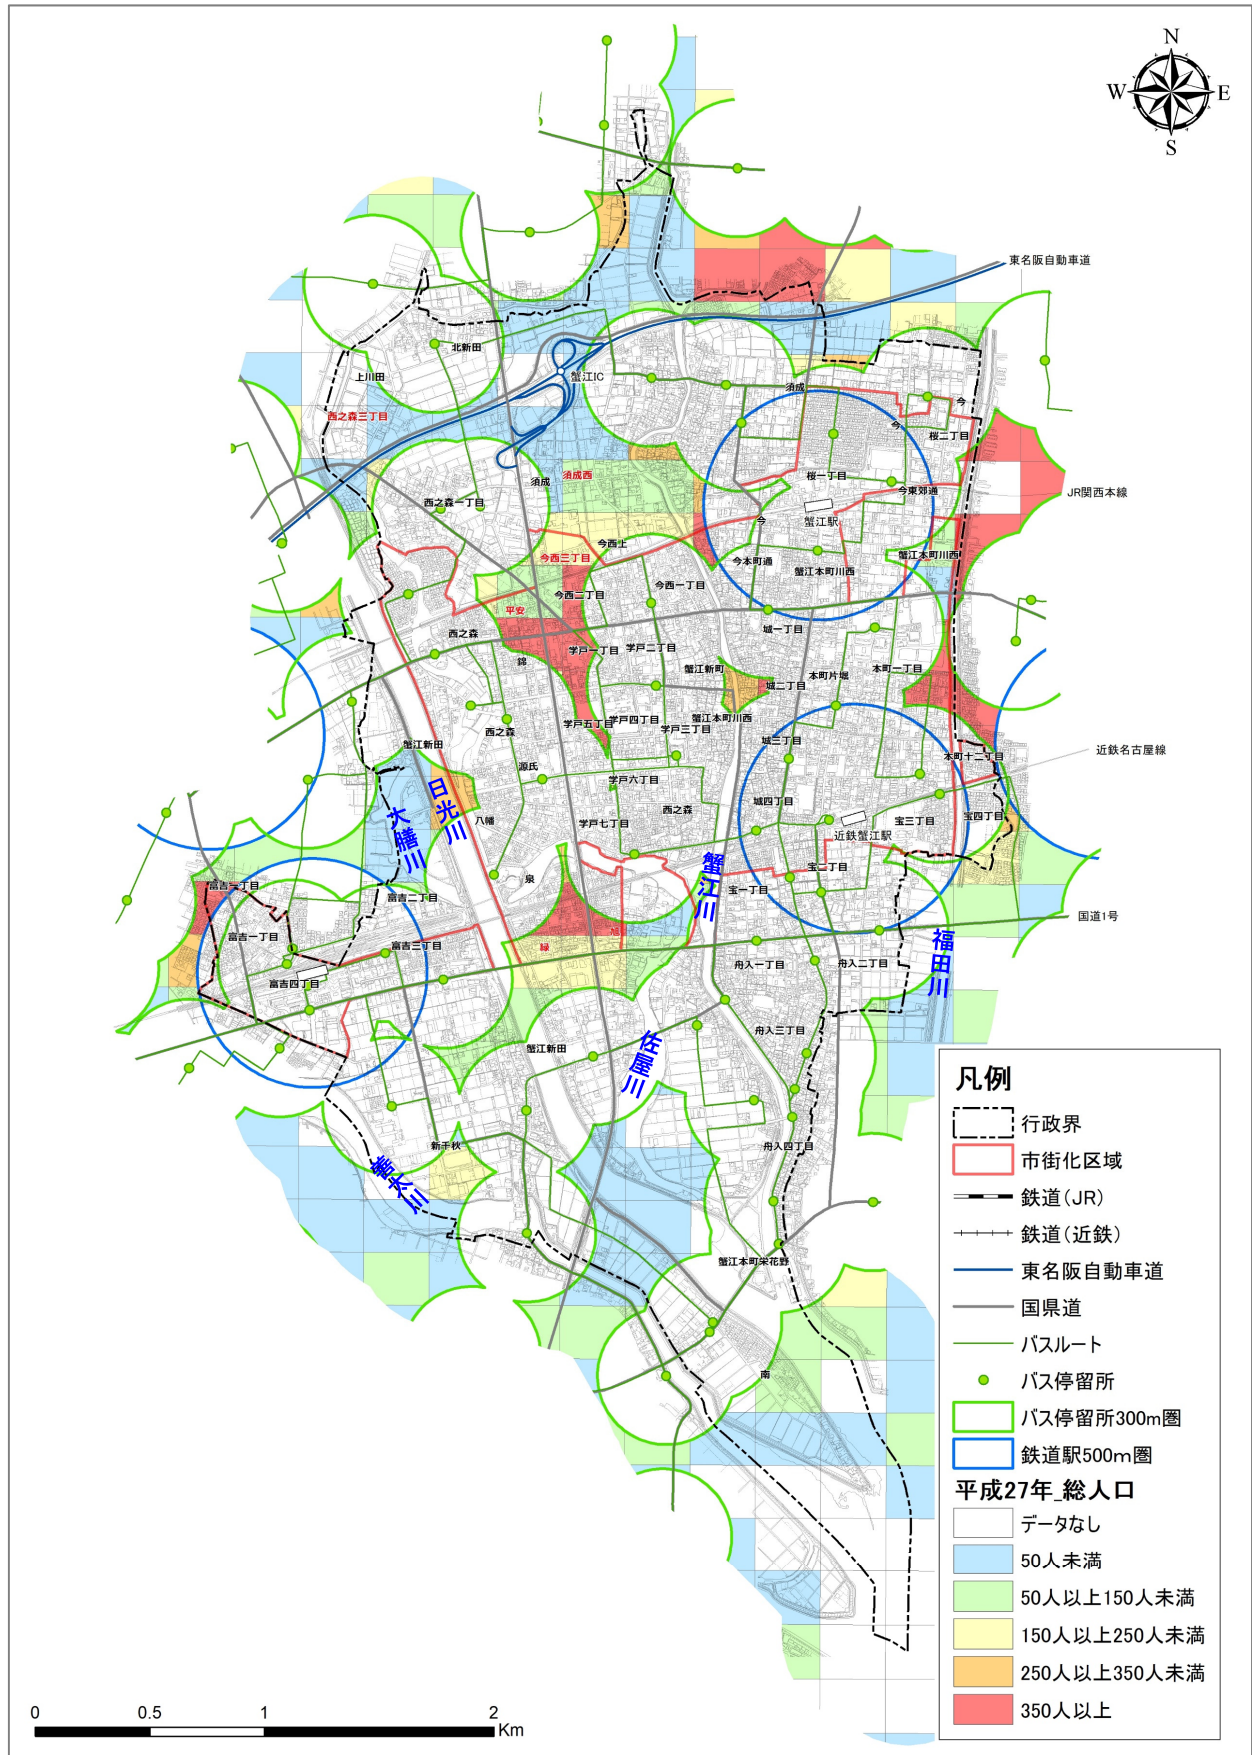 N
W
E
S
東名阪自動車道
北新田
上川田
蟹江IC
須成
今
西之森三丁目
今
桜二丁目
須成西
桜一丁目
須成
今東郊通
JR関西本線
西之森一丁目
蟹江駅
今
今西上
今西三丁目
今本町通
蟹江本町川西
蟹江本町川西
今西一丁目
今西二丁目
平安
城一丁目
西之森
学戸一丁目
学戸二丁目
錦
蟹江新町
本町一丁目
本町片堀
城二丁目
蟹江本町川西
学戸五丁目
学戸四丁目
学戸三丁目
西之森
蟹江新田
城三丁目
近鉄名古屋線
本町十二丁目
源氏
学戸六丁目
日光川
城四丁目
西之森
大膳川
八幡
学戸七丁目
宝三丁目
宝四丁目
近鉄蟹江駅
蟹江川
宝二丁目
泉
富吉一丁目
宝一丁目
富吉二丁目
国道1号
富吉一丁目
緑
旭
富吉三丁目
福田川
舟入一丁目
舟入二丁目
富吉四丁目
舟入三丁目
佐屋川
蟹江新田
新千秋
舟入四丁目
善太川
蟹江本町栄花野
南
凡例
行政界
市街化区域
鉄道(JR)
鉄道(近鉄)
東名阪自動車道
国県道
バスルート
バス停留所
バス停留所300m圏
鉄道駅500m圏
平成27年_総人口
データなし
50人未満
50人以上150人未満
150人以上250人未満
250人以上350人未満
350人以上
0 0.5 1 2
Km